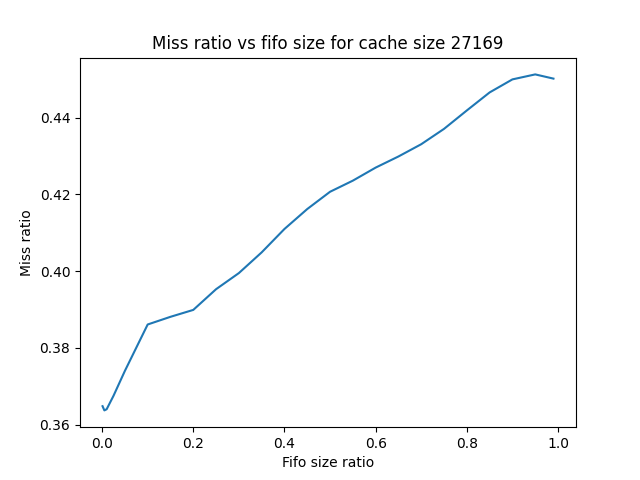 Miss ratio vs fifo size for cache size 27169
Miss ratio
0.44
0.42
0.40
0.38
0.36
0.0 0.2 0.4 0.6 0.8 1.0
Fifo size ratio